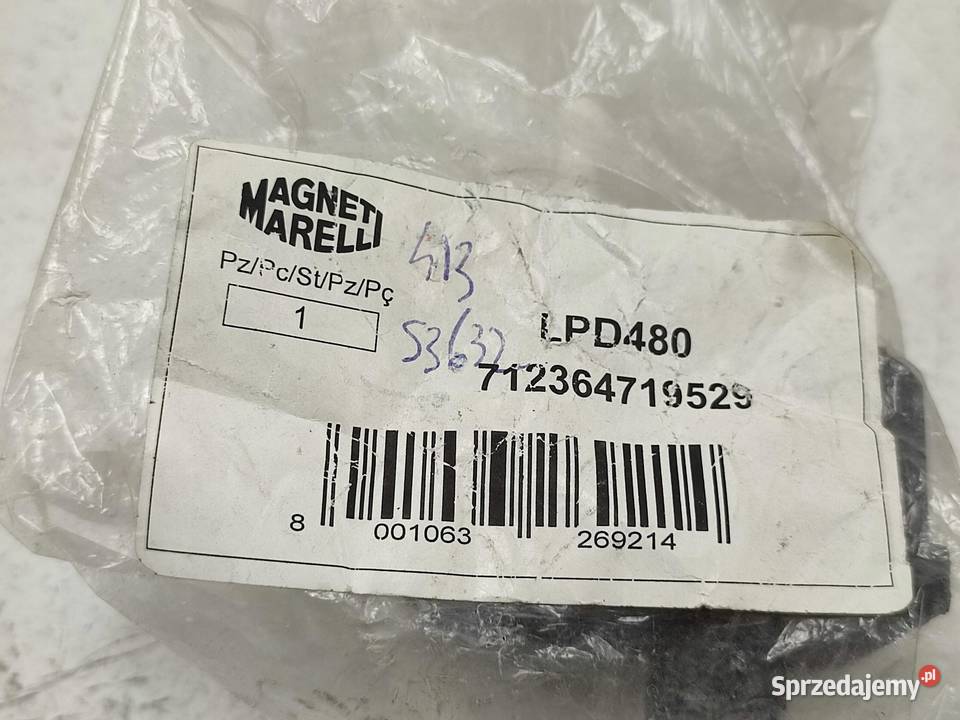 MAGNETI
MARELLI
Pz/Pc/St/Pz/Pç
1
413
53632
LPD480
712364719529
8 001063 269214
Sprzedajemy.pl